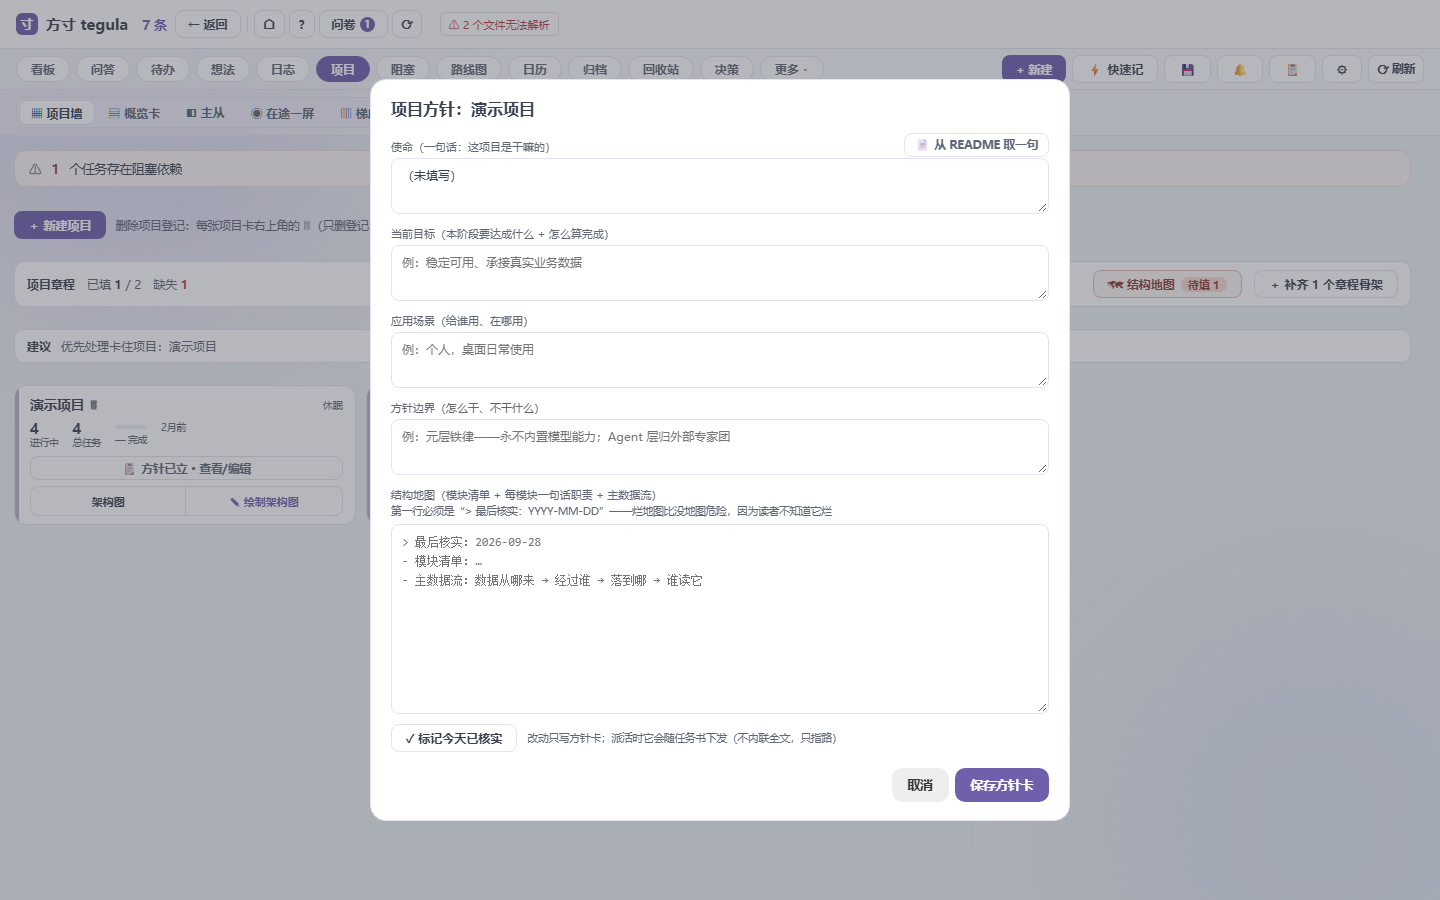 寸 方寸 tegula 7 条 ← 返回 ? 问卷 1 ⚠ 2 个文件无法解析
看板 问答 待办 想法 日志 项目 阻塞 路线图 日历 归档 回收站 决策 更多 + 新建 快速记 刷新
项目墙 概览卡 主从 在途一屏
⚠ 1 个任务存在阻塞依赖
+ 新建项目 删除项目登记：每张项目卡右上角的 （只删登记
项目章程 已填 1 / 2 缺失 1 结构地图 待填 1 + 补齐 1 个章程骨架
建议 优先处理卡住项目：演示项目
演示项目 休眠
4 4 2月前
进行中 总任务 — 完成
方针已立 • 查看/编辑
架构图 绘制架构图
项目方针：演示项目
使命（一句话：这项目是干嘛的） 从 README 取一句
（未填写）
当前目标（本阶段要达成什么 + 怎么算完成）
例：稳定可用、承接真实业务数据
应用场景（给谁用、在哪用）
例：个人，桌面日常使用
方针边界（怎么干、不干什么）
例：元层铁律——永不内置模型能力；Agent 层归外部专家团
结构地图（模块清单 + 每模块一句话职责 + 主数据流）
第一行必须是“> 最后核实：YYYY-MM-DD”——烂地图比没地图危险，因为读者不知道它烂
> 最后核实：2026-09-28
- 模块清单：…
- 主数据流：数据从哪来 → 经过谁 → 落到哪 → 谁读它
✓ 标记今天已核实 改动只写方针卡；派活时它会随任务书下发（不内联全文，只指路）
取消 保存方针卡